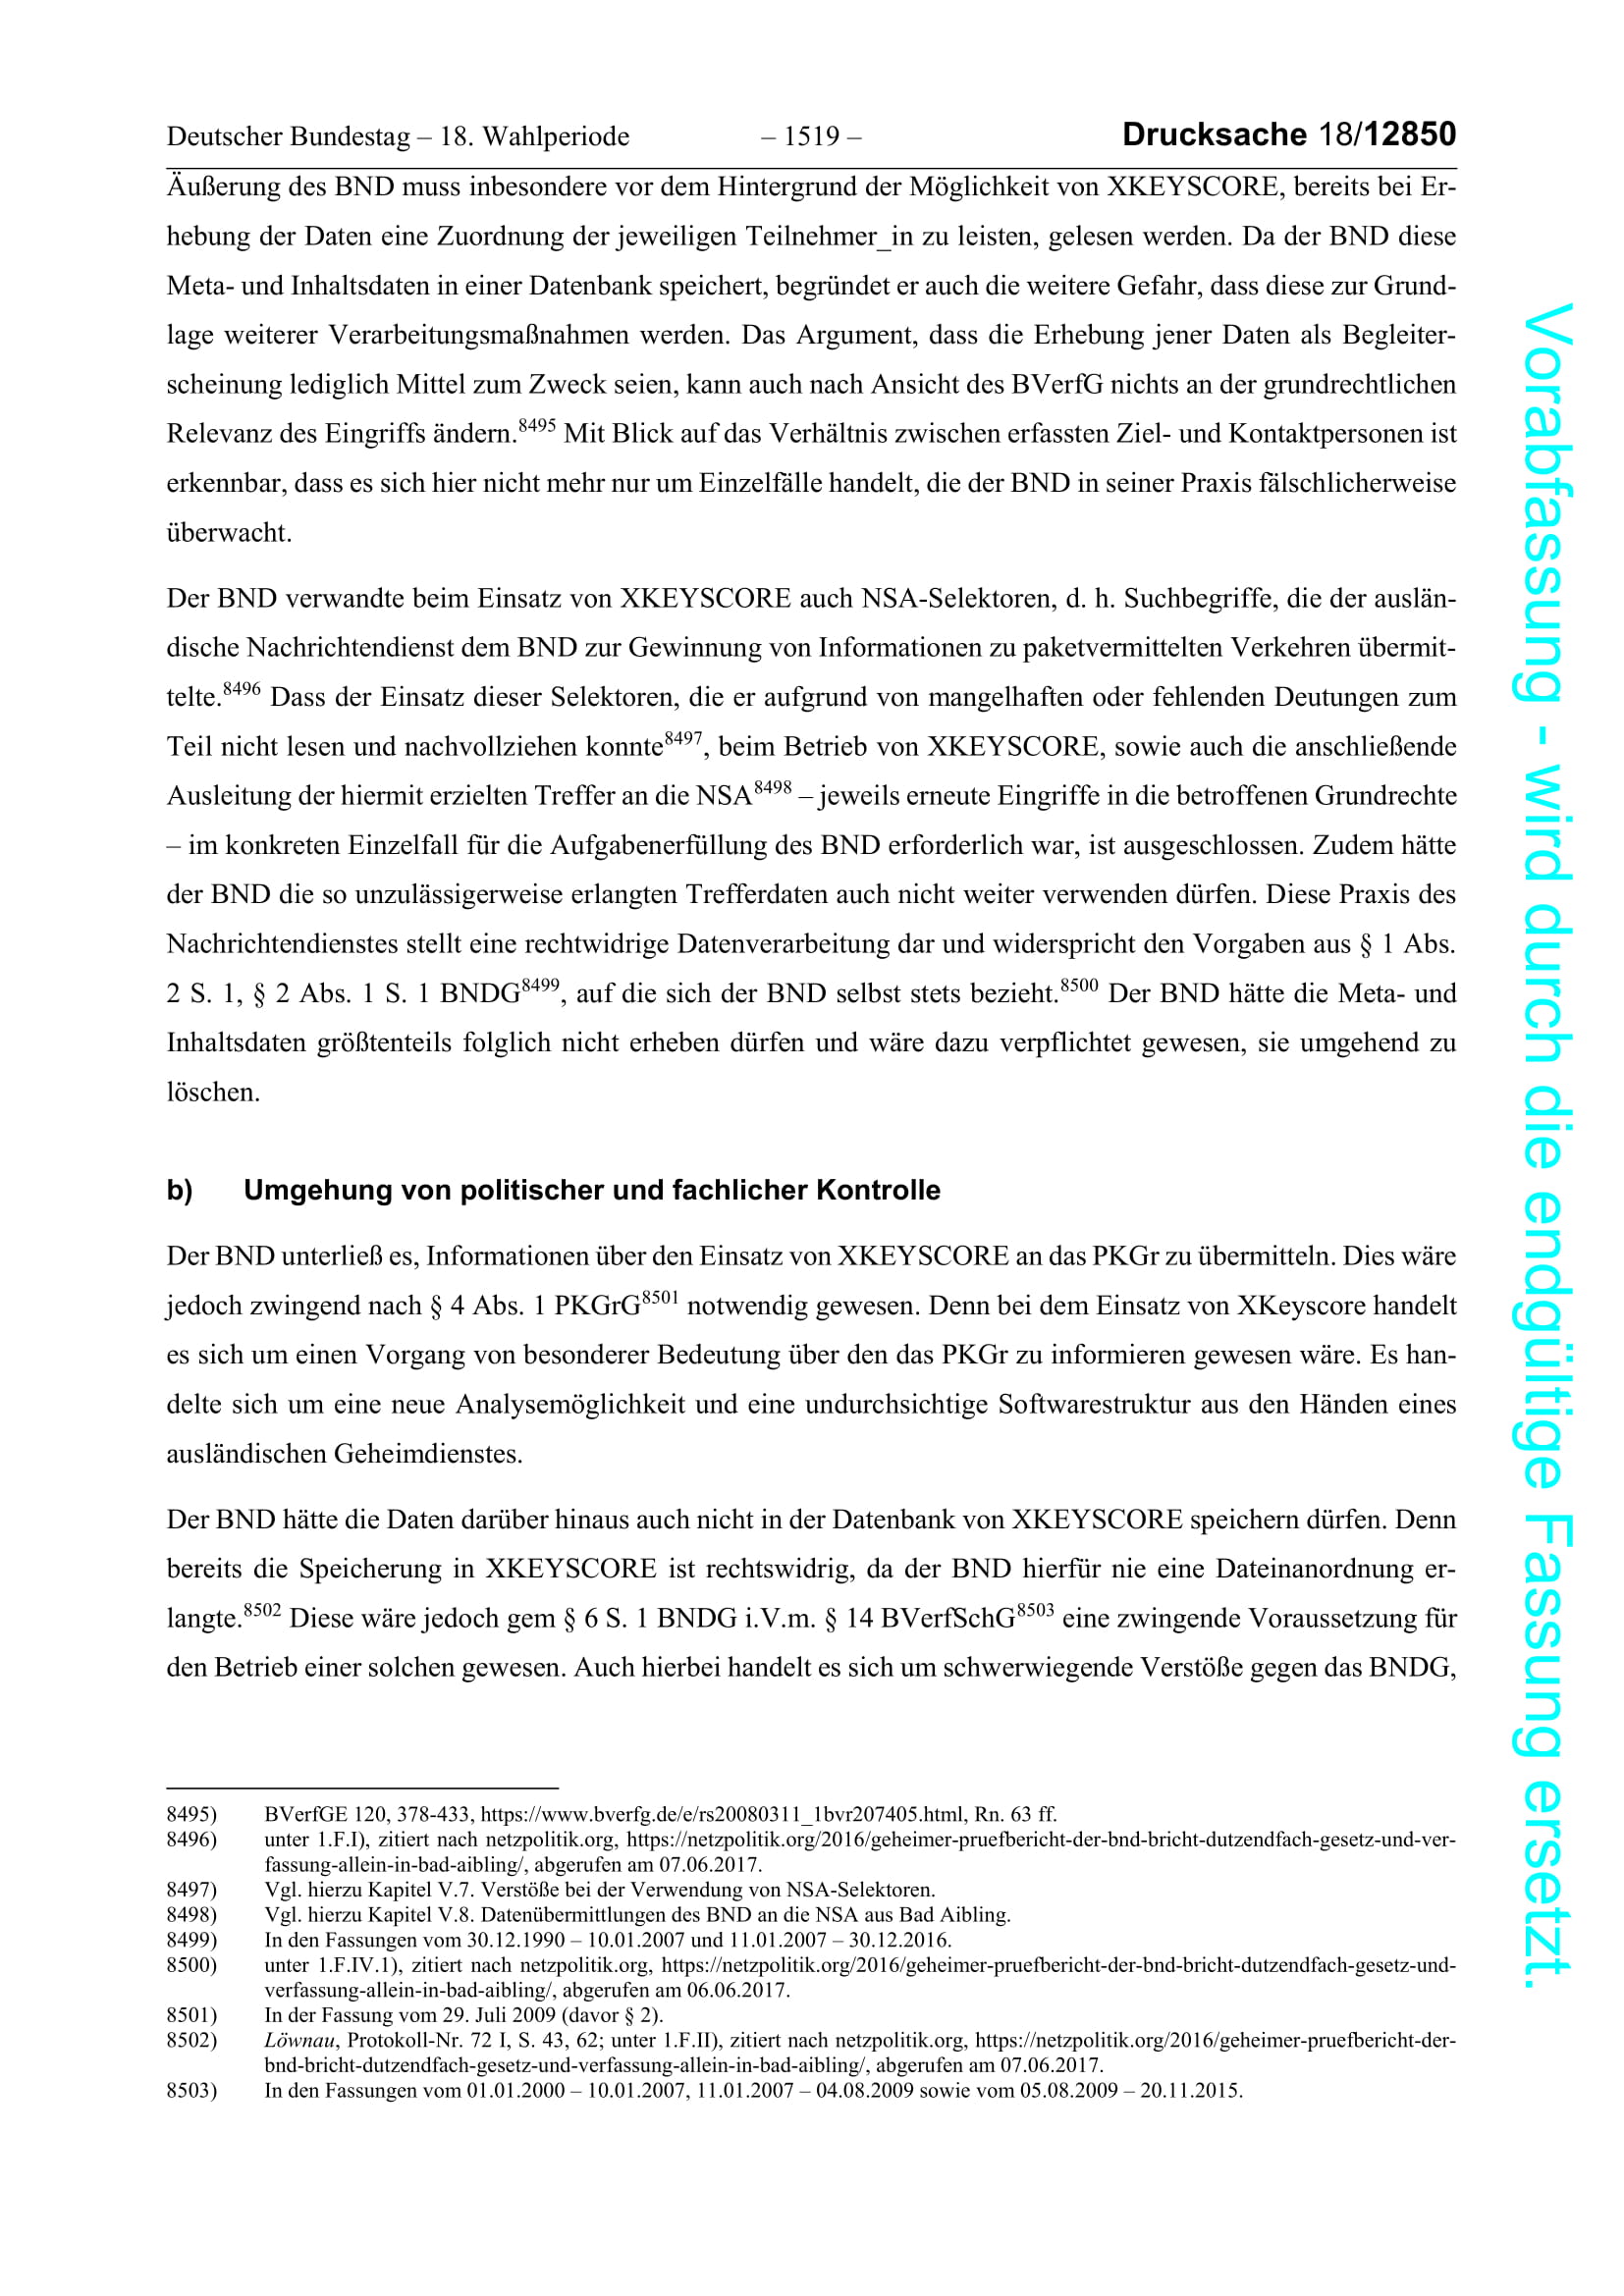 Deutscher Bundestag – 18. Wahlperiode – 1519 – Drucksache 18/12850
Äußerung des BND muss inbesondere vor dem Hintergrund der Möglichkeit von XKEYSCORE, bereits bei Er-
hebung der Daten eine Zuordnung der jeweiligen Teilnehmer_in zu leisten, gelesen werden. Da der BND diese
Meta- und Inhaltsdaten in einer Datenbank speichert, begründet er auch die weitere Gefahr, dass diese zur Grund-
lage weiterer Verarbeitungsmaßnahmen werden. Das Argument, dass die Erhebung jener Daten als Begleiter-
scheinung lediglich Mittel zum Zweck seien, kann auch nach Ansicht des BVerfG nichts an der grundrechtlichen
Relevanz des Eingriffs ändern.8495 Mit Blick auf das Verhältnis zwischen erfassten Ziel- und Kontaktpersonen ist
erkennbar, dass es sich hier nicht mehr nur um Einzelfälle handelt, die der BND in seiner Praxis fälschlicherweise
überwacht.
Der BND verwandte beim Einsatz von XKEYSCORE auch NSA-Selektoren, d. h. Suchbegriffe, die der auslän-
dische Nachrichtendienst dem BND zur Gewinnung von Informationen zu paketvermittelten Verkehren übermit-
telte.8496 Dass der Einsatz dieser Selektoren, die er aufgrund von mangelhaften oder fehlenden Deutungen zum
Teil nicht lesen und nachvollziehen konnte8497, beim Betrieb von XKEYSCORE, sowie auch die anschließende
Ausleitung der hiermit erzielten Treffer an die NSA8498 – jeweils erneute Eingriffe in die betroffenen Grundrechte
– im konkreten Einzelfall für die Aufgabenerfüllung des BND erforderlich war, ist ausgeschlossen. Zudem hätte
der BND die so unzulässigerweise erlangten Trefferdaten auch nicht weiter verwenden dürfen. Diese Praxis des
Nachrichtendienstes stellt eine rechtwidrige Datenverarbeitung dar und widerspricht den Vorgaben aus § 1 Abs.
2 S. 1, § 2 Abs. 1 S. 1 BNDG8499, auf die sich der BND selbst stets bezieht.8500 Der BND hätte die Meta- und
Inhaltsdaten größtenteils folglich nicht erheben dürfen und wäre dazu verpflichtet gewesen, sie umgehend zu
löschen.
b) Umgehung von politischer und fachlicher Kontrolle
Der BND unterließ es, Informationen über den Einsatz von XKEYSCORE an das PKGr zu übermitteln. Dies wäre
jedoch zwingend nach § 4 Abs. 1 PKGrG8501 notwendig gewesen. Denn bei dem Einsatz von XKeyscore handelt
es sich um einen Vorgang von besonderer Bedeutung über den das PKGr zu informieren gewesen wäre. Es han-
delte sich um eine neue Analysemöglichkeit und eine undurchsichtige Softwarestruktur aus den Händen eines
ausländischen Geheimdienstes.
Der BND hätte die Daten darüber hinaus auch nicht in der Datenbank von XKEYSCORE speichern dürfen. Denn
bereits die Speicherung in XKEYSCORE ist rechtswidrig, da der BND hierfür nie eine Dateinanordnung er-
langte.8502 Diese wäre jedoch gem § 6 S. 1 BNDG i.V.m. § 14 BVerfSchG8503 eine zwingende Voraussetzung für
den Betrieb einer solchen gewesen. Auch hierbei handelt es sich um schwerwiegende Verstöße gegen das BNDG,
8495) BVerfGE 120, 378-433, https://www.bverfg.de/e/rs20080311_1bvr207405.html, Rn. 63 ff.
8496) unter 1.F.I), zitiert nach netzpolitik.org, https://netzpolitik.org/2016/geheimer-pruefbericht-der-bnd-bricht-dutzendfach-gesetz-und-ver-
fassung-allein-in-bad-aibling/, abgerufen am 07.06.2017.
8497) Vgl. hierzu Kapitel V.7. Verstöße bei der Verwendung von NSA-Selektoren.
8498) Vgl. hierzu Kapitel V.8. Datenübermittlungen des BND an die NSA aus Bad Aibling.
8499) In den Fassungen vom 30.12.1990 – 10.01.2007 und 11.01.2007 – 30.12.2016.
8500) unter 1.F.IV.1), zitiert nach netzpolitik.org, https://netzpolitik.org/2016/geheimer-pruefbericht-der-bnd-bricht-dutzendfach-gesetz-und-
verfassung-allein-in-bad-aibling/, abgerufen am 06.06.2017.
8501) In der Fassung vom 29. Juli 2009 (davor § 2).
8502) Löwnau, Protokoll-Nr. 72 I, S. 43, 62; unter 1.F.II), zitiert nach netzpolitik.org, https://netzpolitik.org/2016/geheimer-pruefbericht-der-
bnd-bricht-dutzendfach-gesetz-und-verfassung-allein-in-bad-aibling/, abgerufen am 07.06.2017.
8503) In den Fassungen vom 01.01.2000 – 10.01.2007, 11.01.2007 – 04.08.2009 sowie vom 05.08.2009 – 20.11.2015.
Vorabfassung - wird durch die endgültige Fassung ersetzt.